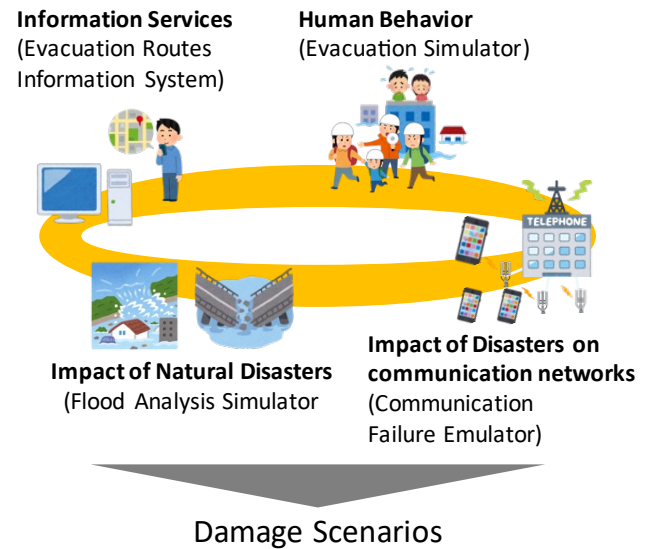 Information Services
(Evacuation Routes
Information System)
Human Behavior
(Evacuation Simulator)
TELEPHONE
Impact of Natural Disasters
(Flood Analysis Simulator
Impact of Disasters on
communication networks
(Communication
Failure Emulator)
Damage Scenarios